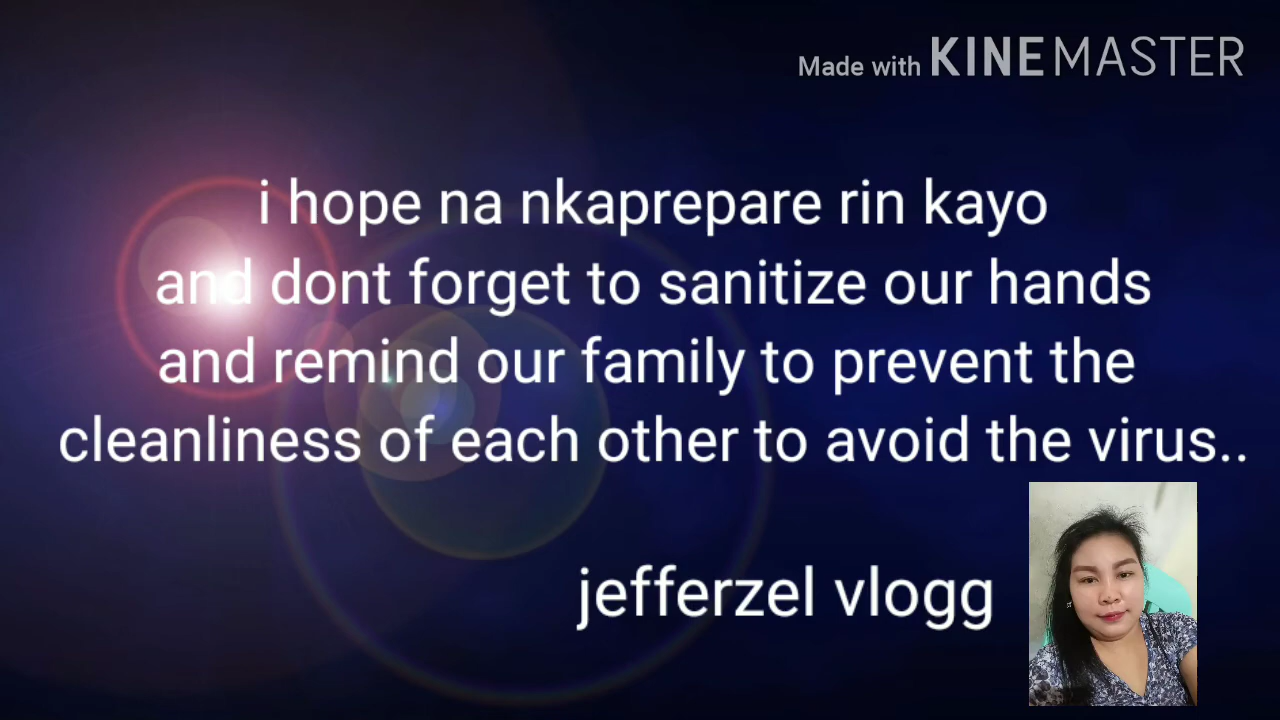 Made with KINEMASTER
i hope na nkaprepare rin kayo
and dont forget to sanitize our hands
and remind our family to prevent the
cleanliness of each other to avoid the virus..
jefferzel vlogg